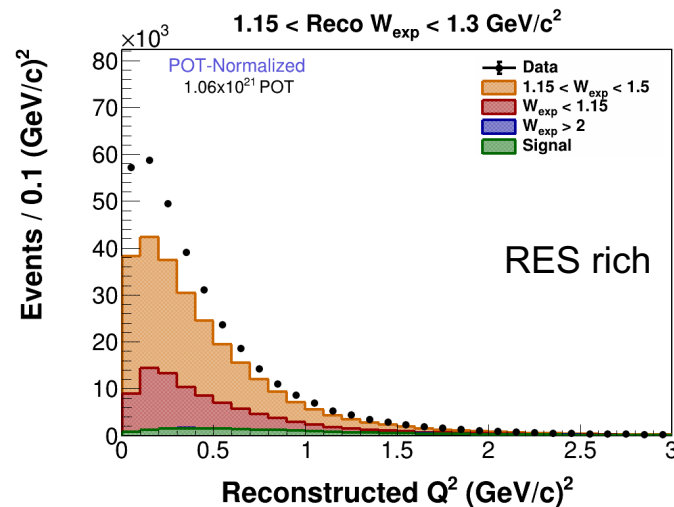 1.15 < Reco W_exp < 1.3 GeV/c²
×10³
POT-Normalized
1.06x10²¹ POT
Data
1.15 < W_exp < 1.5
W_exp < 1.15
W_exp > 2
Signal
RES rich
Events / 0.1 (GeV/c)²
80
70
60
50
40
30
20
10
0
0 0.5 1 1.5 2 2.5 3
Reconstructed Q² (GeV/c)²